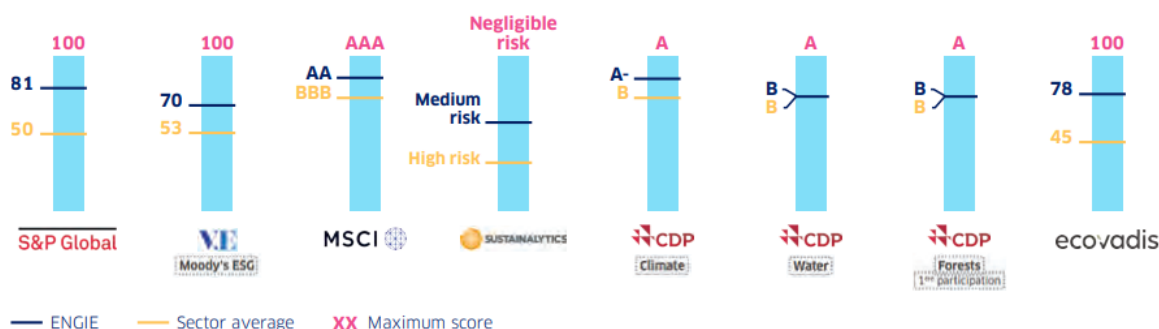 100
81
50
S&P Global
100
70
53
V.E
Moody's ESG
AAA
AA
BBB
MSCI
Negligible
risk
Medium
risk
High risk
SUSTAINALYTICS
A
A-
B
CDP
Climate
A
B
B
CDP
Water
A
B
B
CDP
Forests
1ère participation
100
78
45
ecovadis
ENGIE
Sector average
XX Maximum score